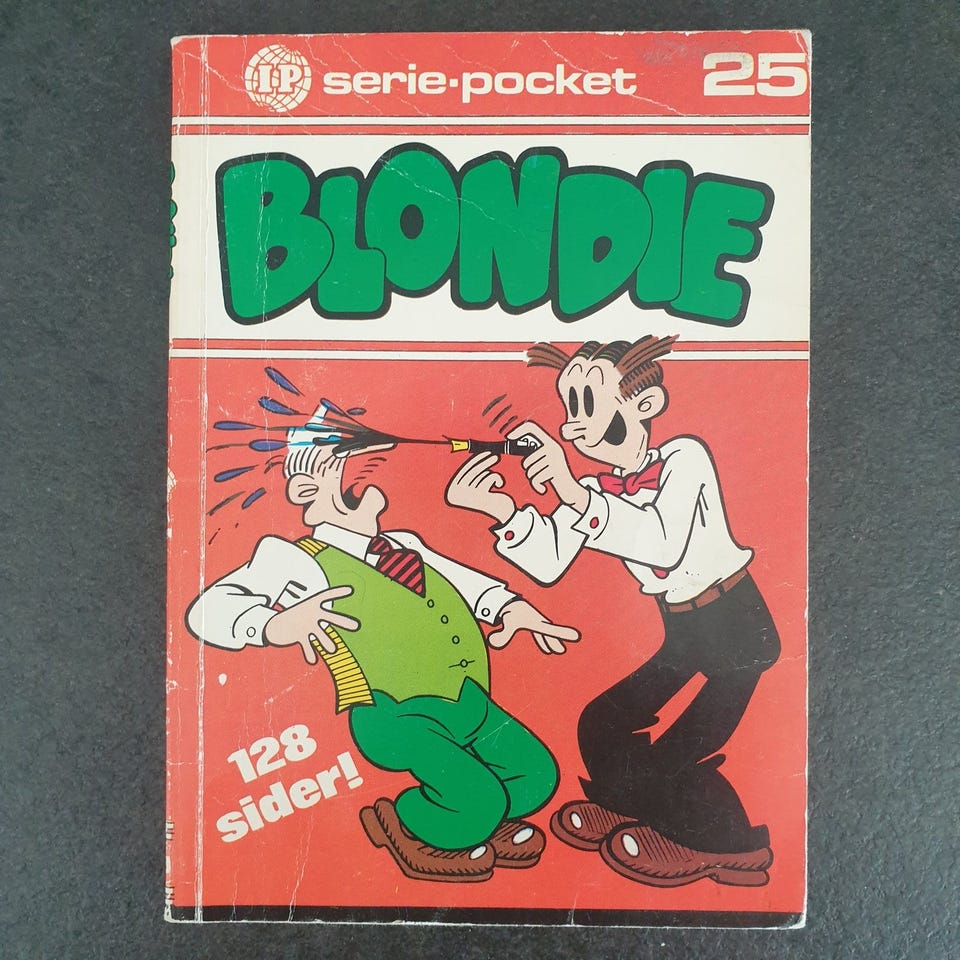 IP serie·pocket 25
BLONDIE
128
sider!